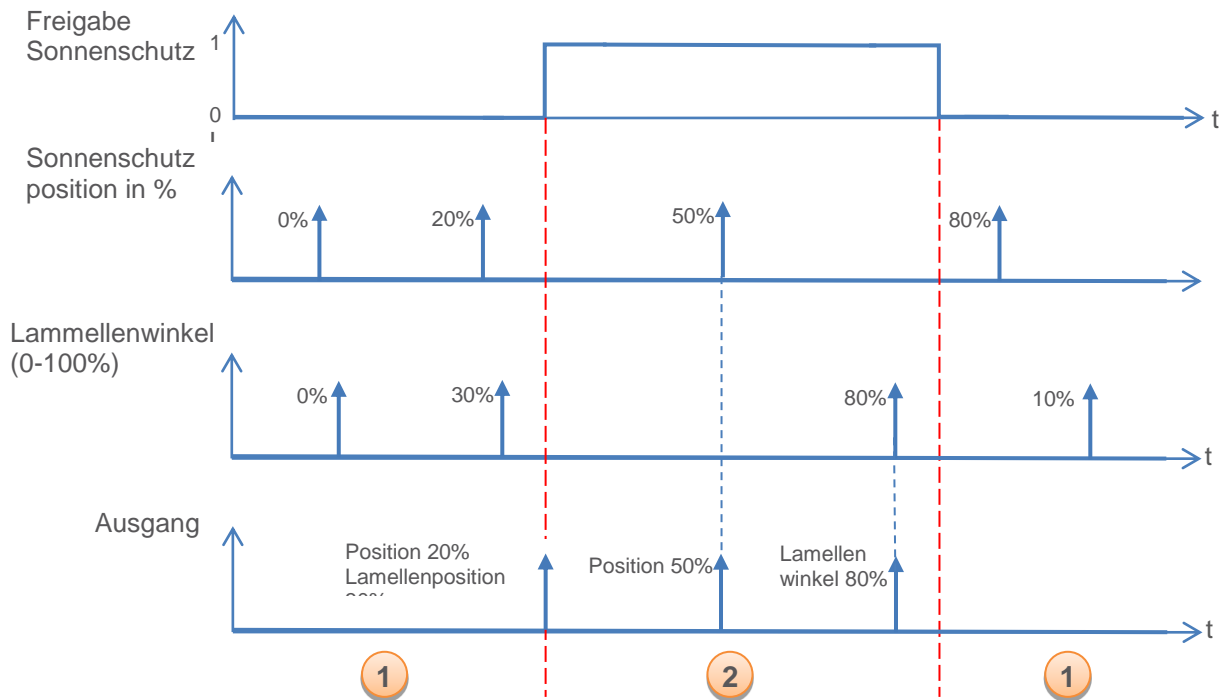 Freigabe
Sonnenschutz
1
0
t
Sonnenschutz
position in %
0%
20%
50%
80%
Lammellenwinkel
(0-100%)
0%
30%
80%
10%
t
Ausgang
Position 20%
Lamellenposition
Position 50%
Lamellen
winkel 80%
t
1
2
1